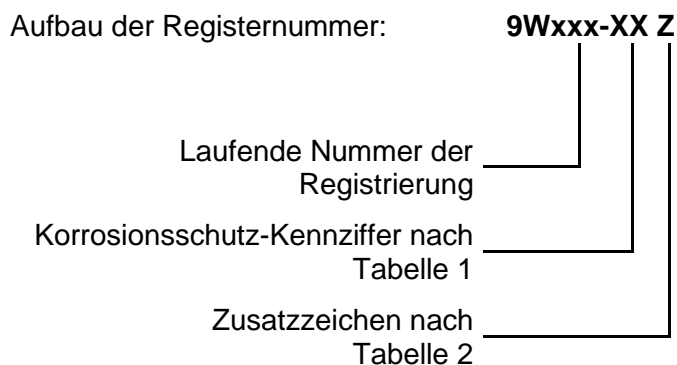 Aufbau der Registernummer: 9Wxxx-XX Z
Laufende Nummer der
Registrierung
Korrosionsschutz-Kennziffer nach
Tabelle 1
Zusatzzeichen nach
Tabelle 2